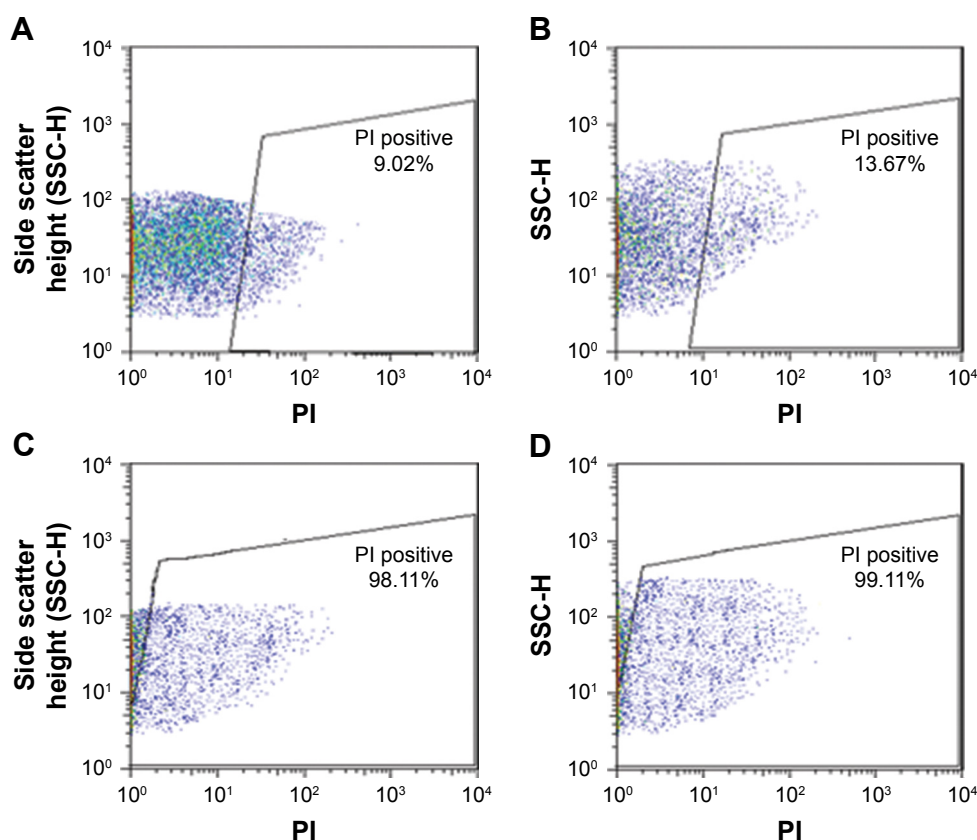 A
Side scatter
height (SSC-H)
10⁴
10³
10²
10¹
10⁰
PI positive
9.02%
10⁰ 10¹ 10² 10³ 10⁴
PI
B
SSC-H
10⁴
10³
10²
10¹
10⁰
PI positive
13.67%
10⁰ 10¹ 10² 10³ 10⁴
PI
C
Side scatter
height (SSC-H)
10⁴
10³
10²
10¹
10⁰
PI positive
98.11%
10⁰ 10¹ 10² 10³ 10⁴
PI
D
SSC-H
10⁴
10³
10²
10¹
10⁰
PI positive
99.11%
10⁰ 10¹ 10² 10³ 10⁴
PI